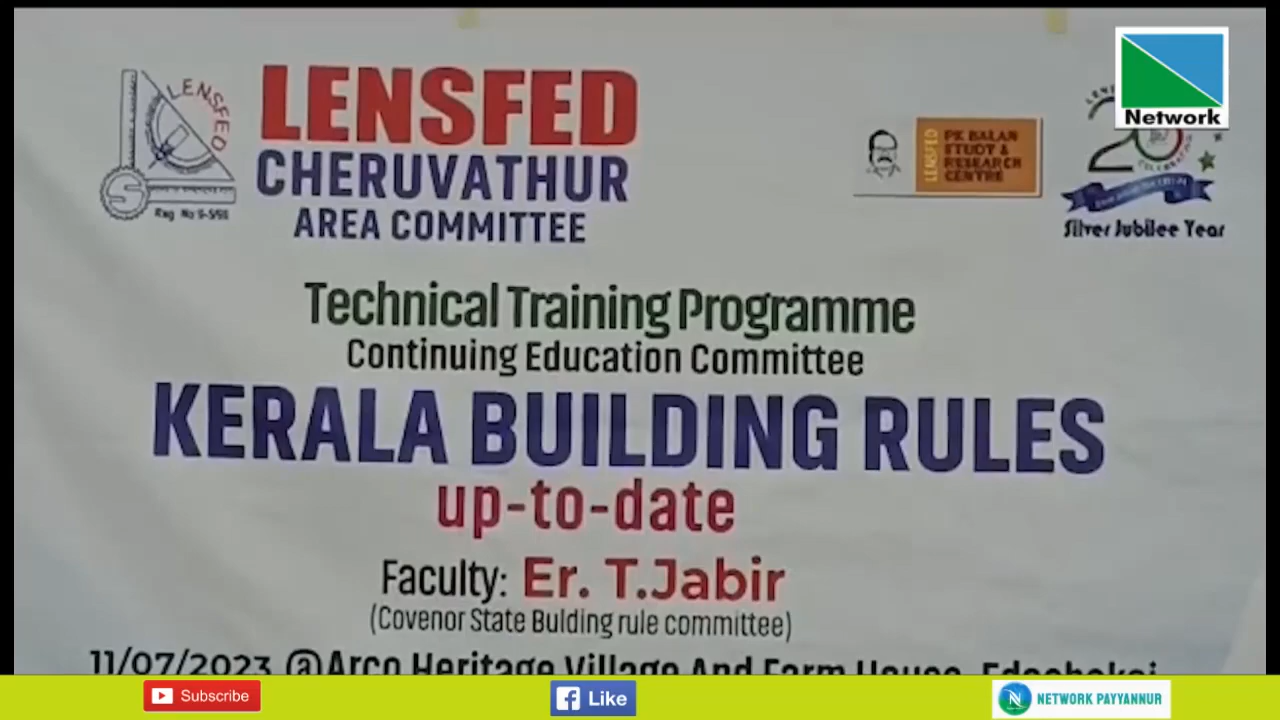 LENSFED
CHERUVATHUR
AREA COMMITTEE
LENSFED
Reg No
LENSFED
PK BALAN
STUDY &
RESEARCH
CENTRE
Network
CELEBRATING
Silver Jubilee Year
Technical Training Programme
Continuing Education Committee
KERALA BUILDING RULES
up-to-date
Faculty: Er. T.Jabir
(Covenor State Bulding rule committee)
11/07/2023 @Arco Heritage Village And Farm House,
Subscribe
Like
NETWORK PAYYANNUR